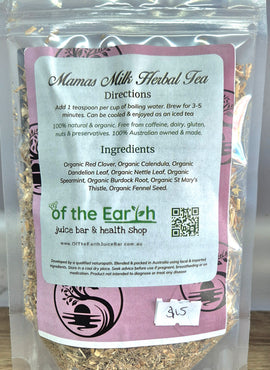 Mamas Milk Herbal Tea
Directions
Add 1 teaspoon per cup of boiling water. Brew for 3-5
minutes. Can be cooled & enjoyed as an iced tea
100% natural & organic. Free from caffeine, dairy, gluten,
nuts & preservatives. 100% Australian owned & made.
Ingredients
Organic Red Clover, Organic Calendula, Organic
Dandelion Leaf, Organic Nettle Leaf, Organic
Spearmint, Organic Burdock Root, Organic St Mary's
Thistle, Organic Fennel Seed.
of the Earth
juice bar & health shop
www.OfTheEarthJuiceBar.com.au
Developed by a qualified naturopath. Blended & packed in Australia using local & imported
ingredients. Store in a cool dry place. Seek advice before use if pregnant, breastfeeding or on
medication. Product not intended to diagnose or treat any disease
$15